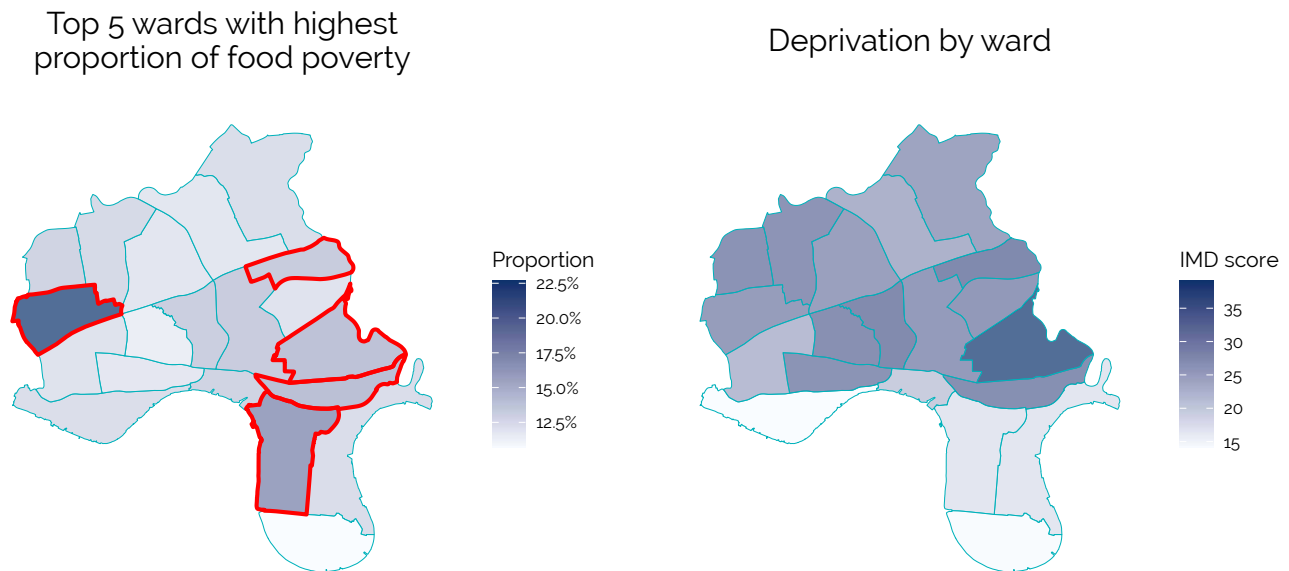 Top 5 wards with highest
proportion of food poverty
Deprivation by ward
Proportion
22.5%
20.0%
17.5%
15.0%
12.5%
IMD score
35
30
25
20
15